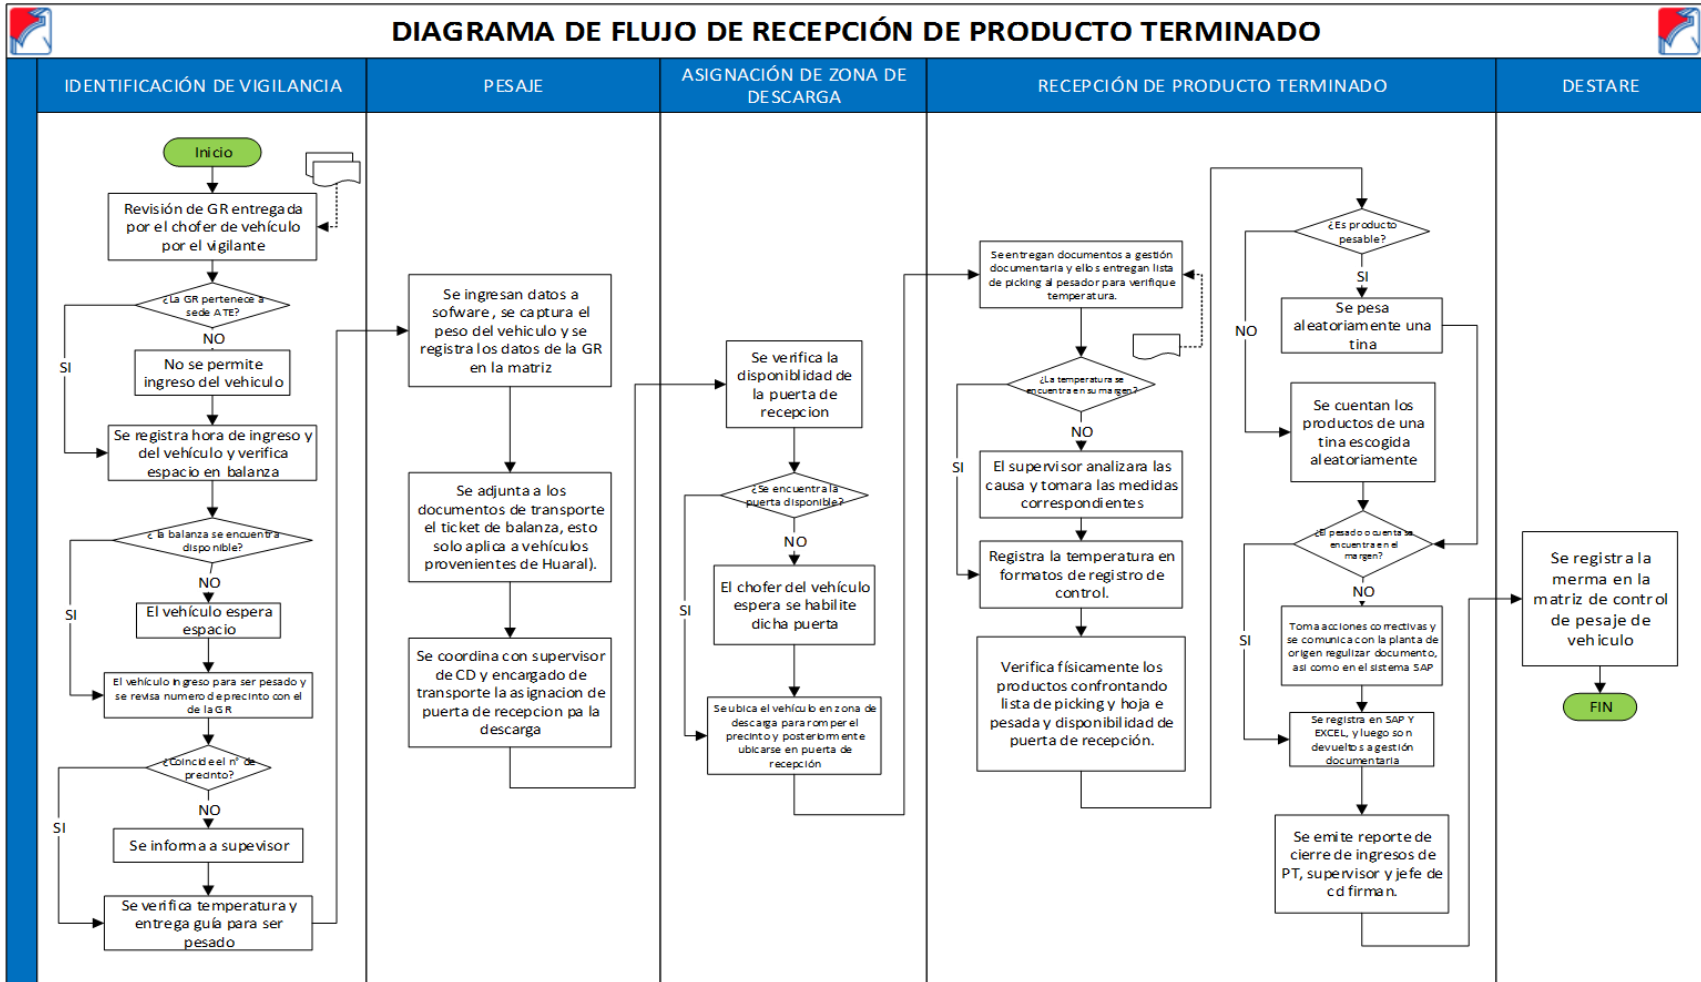 DIAGRAMA DE FLUJO DE RECEPCIÓN DE PRODUCTO TERMINADO
IDENTIFICACIÓN DE VIGILANCIA
PESAJE
ASIGNACIÓN DE ZONA DE
DESCARGA
RECEPCIÓN DE PRODUCTO TERMINADO
DESTARE
Inicio
Revisión de GR entregada
por el chofer de vehículo
por el vigilante
¿La GR pertenece a
sede ATE?
NO
SI
No se permite
ingreso del vehiculo
Se registra hora de ingreso y
del vehículo y verifica
espacio en balanza
¿ la balanza se encuentra
disponible?
NO
SI
El vehículo espera
espacio
El vehículo ingreso para ser pesado y
se revisa numero de precinto con el
de la GR
¿Coincide el n° de
precinto?
NO
SI
Se informa a supevisor
Se verifica temperatura y
entrega guía para ser
pesado
Se ingresan datos a
sofware, se captura el
peso del vehiculo y se
registra los datos de la GR
en la matriz
Se adjunta a los
documentos de transporte
el ticket de balanza, esto
solo aplica a vehículos
provenientes de Huaral).
Se coordina con supervisor
de CD y encargado de
transporte la asignacion de
puerta de recepcion pa la
descarga
Se verifica la
disponiblidad de
la puerta de
recepcion
¿Se encuentra la
puerta disponible?
NO
SI
El chofer del vehículo
espera se habilite
dicha puerta
Se ubica el vehículo en zona de
descarga para romper el
precinto y posteriormente
ubicarse en puerta de
recepción
Se entregan documentos a gestión
documentaria y ellos entregan lista
de picking al pesador para verifique
temperatura.
¿La temperatura se
encuentra en su margen?
NO
SI
El supervisor analizara las
causa y tomara las medidas
correspondientes
Registra la temperatura en
formatos de registro de
control.
Verifica físicamente los
productos confrontando
lista de picking y hoja e
pesada y disponibilidad de
puerta de recepción.
¿Es producto
pesable?
SI
NO
Se pesa
aleatoriamente una
tina
Se cuentan los
productos de una
tina escogida
aleatoriamente
¿El pesado o cuenta se
encuentra en el
margen?
NO
SI
Toma acciones correctivas y
se comunica con la planta de
origen regulizar documento,
asi como en el sistema SAP
Se registra en SAP Y
EXCEL, y luego son
devueltos a gestión
documentaria
Se emite reporte de
cierre de ingresos de
PT, supervisor y jefe de
cd firman.
Se registra la
merma en la
matriz de control
de pesaje de
vehiculo
FIN